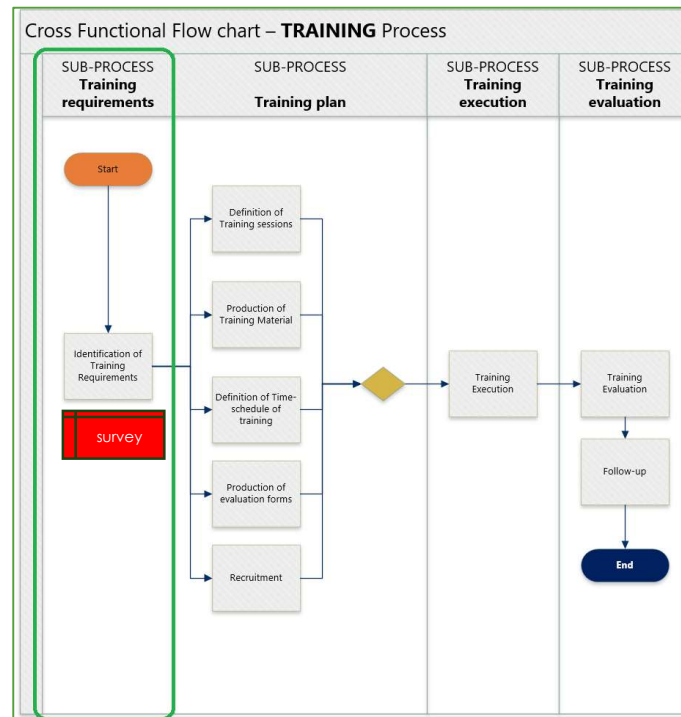 Cross Functional Flow chart – TRAINING Process
SUB-PROCESS
Training
requirements
SUB-PROCESS
Training plan
SUB-PROCESS
Training
execution
SUB-PROCESS
Training
evaluation
Start
Identification of
Training
Requirements
survey
Definition of
Training sessions
Production of
Training Material
Definition of Time-
schedule of
training
Production of
evaluation forms
Recruitment
Training
Execution
Training
Evaluation
Follow-up
End